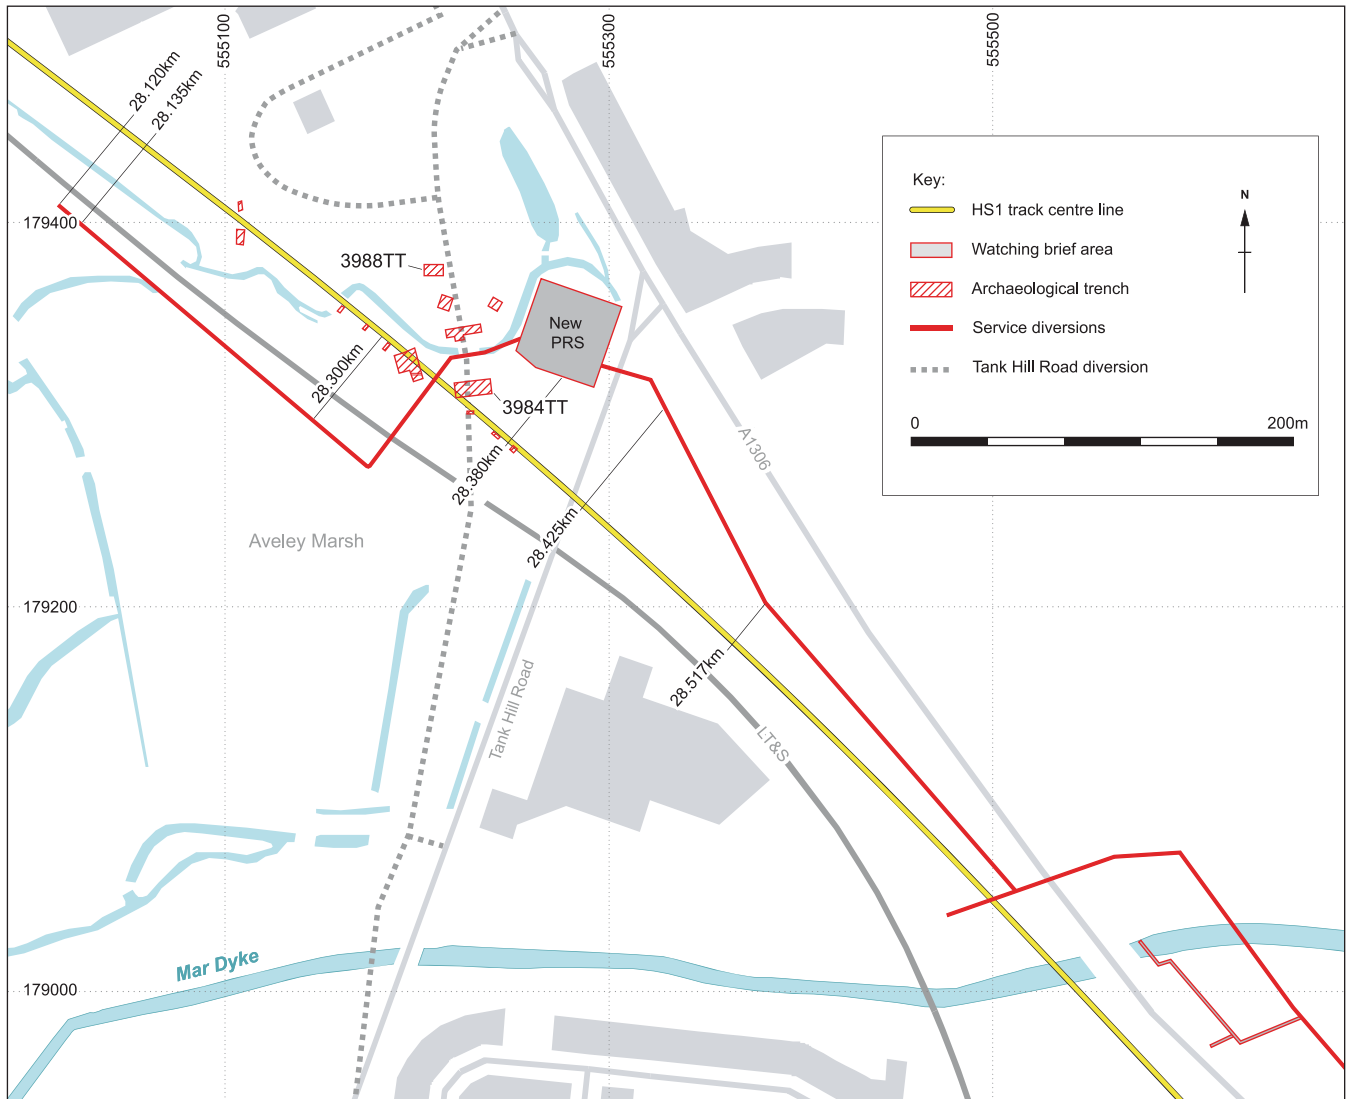 555100
555300
555500
28.120km
28.135km
179400
3988TT
New
PRS
28.300km
3984TT
28.380km
28.425km
A1306
Aveley Marsh
179200
28.517km
Tank Hill Road
LT&S
Mar Dyke
179000
Key:
HS1 track centre line
Watching brief area
Archaeological trench
Service diversions
Tank Hill Road diversion
N
0 200m